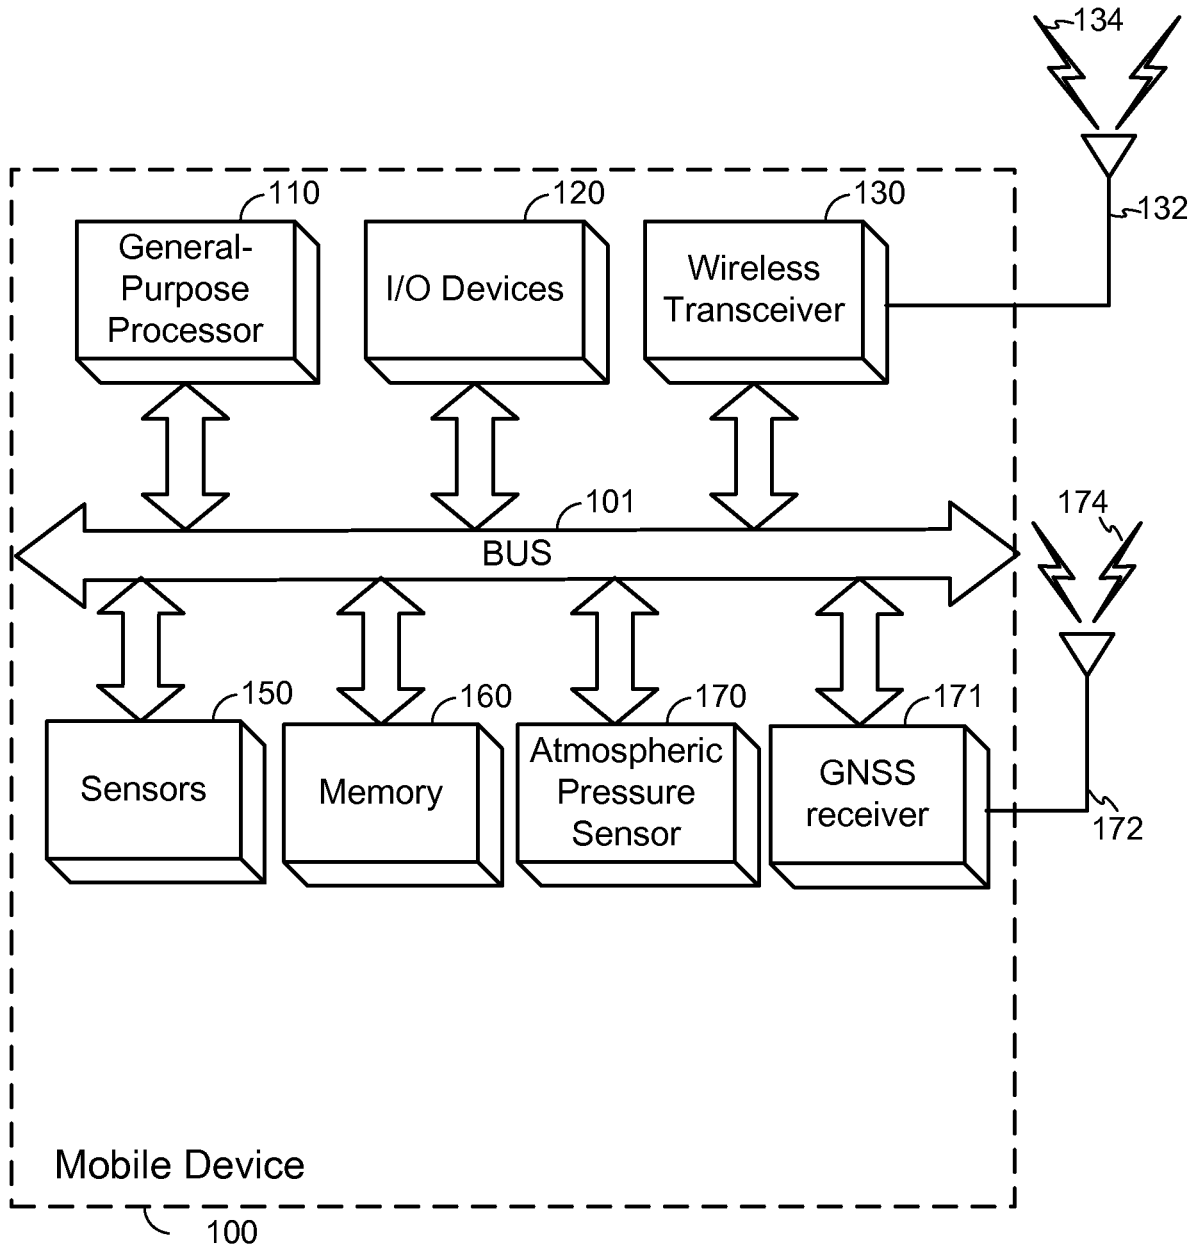 134
132
110
120
130
General-
Purpose
Processor
I/O Devices
Wireless
Transceiver
101
BUS
174
172
150
160
170
171
Sensors
Memory
Atmospheric
Pressure
Sensor
GNSS
receiver
Mobile Device
100